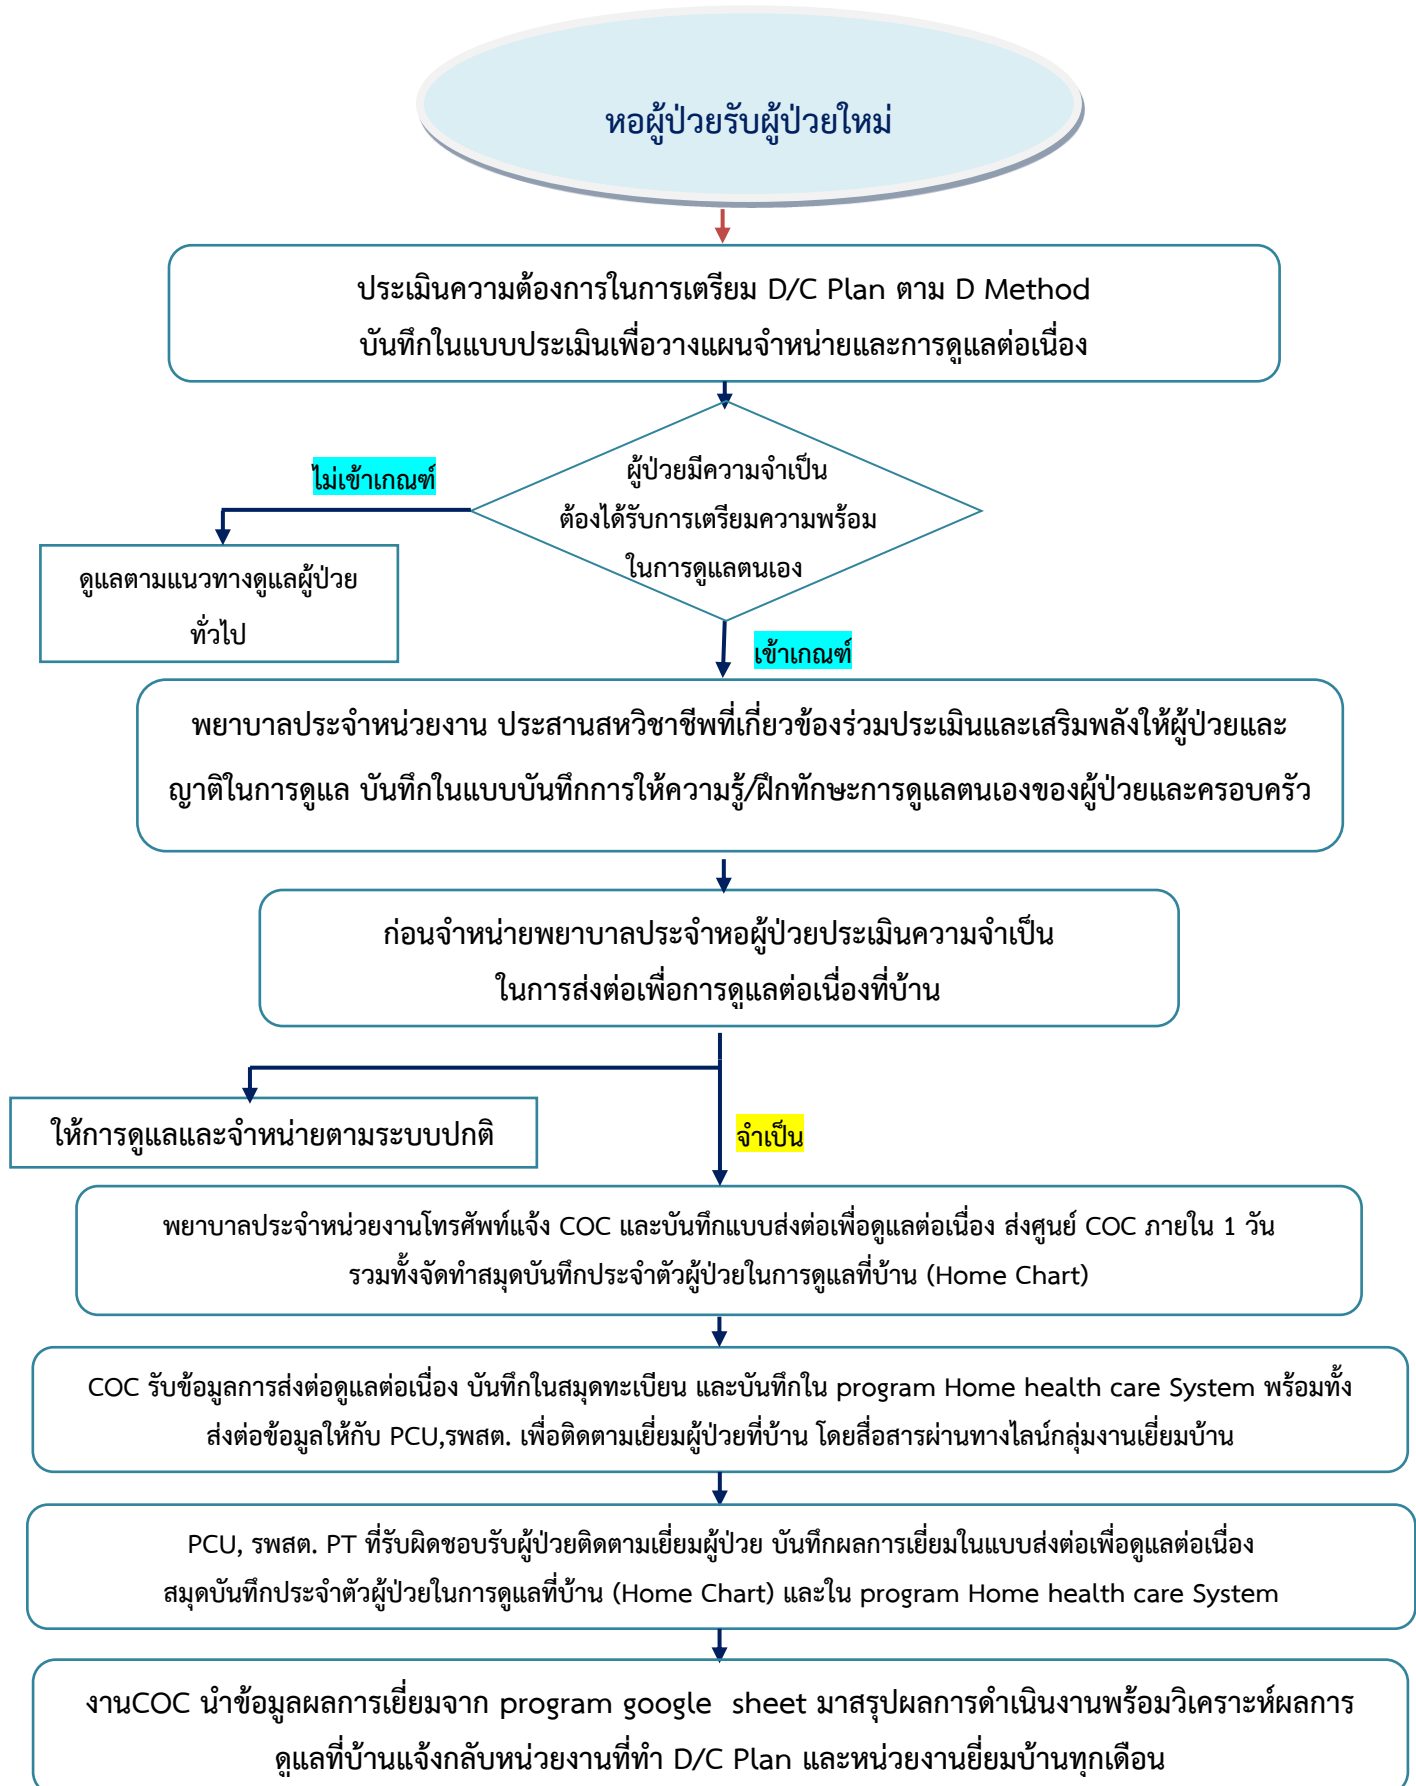 หอผู้ป่วยรับผู้ป่วยใหม่
ประเมินความต้องการในการเตรียม D/C Plan ตาม D Method
บันทึกในแบบประเมินเพื่อวางแผนจำหน่ายและการดูแลต่อเนื่อง
ไม่เข้าเกณฑ์
ผู้ป่วยมีความจำเป็น
ต้องได้รับการเตรียมความพร้อม
ในการดูแลตนเอง
ดูแลตามแนวทางดูแลผู้ป่วย
ทั่วไป
เข้าเกณฑ์
พยาบาลประจำหน่วยงาน ประสานสหวิชาชีพที่เกี่ยวข้องร่วมประเมินและเสริมพลังให้ผู้ป่วยและ
ญาติในการดูแล บันทึกในแบบบันทึกการให้ความรู้/ฝึกทักษะการดูแลตนเองของผู้ป่วยและครอบครัว
ก่อนจำหน่ายพยาบาลประจำหอผู้ป่วยประเมินความจำเป็น
ในการส่งต่อเพื่อการดูแลต่อเนื่องที่บ้าน
ให้การดูแลและจำหน่ายตามระบบปกติ
จำเป็น
พยาบาลประจำหน่วยงานโทรศัพท์แจ้ง COC และบันทึกแบบส่งต่อเพื่อดูแลต่อเนื่อง ส่งศูนย์ COC ภายใน 1 วัน
รวมทั้งจัดทำสมุดบันทึกประจำตัวผู้ป่วยในการดูแลที่บ้าน (Home Chart)
COC รับข้อมูลการส่งต่อดูแลต่อเนื่อง บันทึกในสมุดทะเบียน และบันทึกใน program Home health care System พร้อมทั้ง
ส่งต่อข้อมูลให้กับ PCU,รพสต. เพื่อติดตามเยี่ยมผู้ป่วยที่บ้าน โดยสื่อสารผ่านทางไลน์กลุ่มงานเยี่ยมบ้าน
PCU, รพสต. PT ที่รับผิดชอบรับผู้ป่วยติดตามเยี่ยมผู้ป่วย บันทึกผลการเยี่ยมในแบบส่งต่อเพื่อดูแลต่อเนื่อง
สมุดบันทึกประจำตัวผู้ป่วยในการดูแลที่บ้าน (Home Chart) และใน program Home health care System
งานCOC นำข้อมูลผลการเยี่ยมจาก program google sheet มาสรุปผลการดำเนินงานพร้อมวิเคราะห์ผลการ
ดูแลที่บ้านแจ้งกลับหน่วยงานที่ทำ D/C Plan และหน่วยงานยี่ยมบ้านทุกเดือน